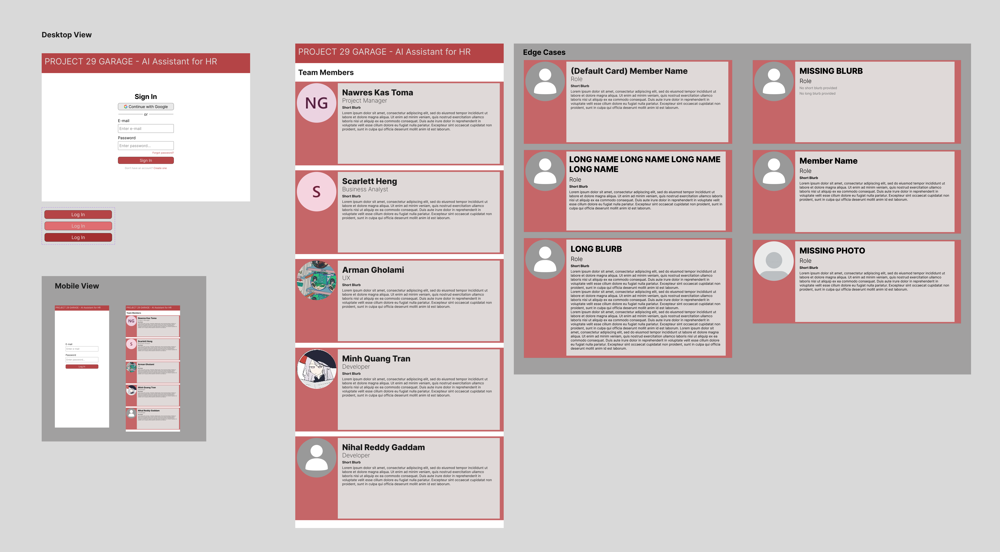 Desktop View
PROJECT 29 GARAGE - AI Assistant for HR
Sign In
Continue with Google
or
E-mail
Enter e-mail
Password
Enter password...
Forgot password?
Sign In
Don't have an account? Create one
Log In
Log In
Log In
Mobile View
PROJECT 29 GARAGE - AI Assistant for HR
E-mail
Enter e-mail
Password
Enter password...
Log In
PROJECT 29 GARAGE - AI Assistant for HR
Team Members
NG
Nawres Kas Toma
Project Manager
S
Scarlett Heng
Business Analyst
Arman Gholami
UX
Minh Quang Tran
Developer
Nihal Reddy Gaddam
Developer
PROJECT 29 GARAGE - AI Assistant for HR
Team Members
NG
Nawres Kas Toma
Project Manager
Short Blurb
Lorem ipsum dolor sit amet, consectetur adipiscing elit, sed do eiusmod tempor incididunt ut
labore et dolore magna aliqua. Ut enim ad minim veniam, quis nostrud exercitation ullamco
laboris nisi ut aliquip ex ea commodo consequat. Duis aute irure dolor in reprehenderit in
voluptate velit esse cillum dolore eu fugiat nulla pariatur. Excepteur sint occaecat cupidatat non
proident, sunt in culpa qui officia deserunt mollit anim id est laborum.
S
Scarlett Heng
Business Analyst
Short Blurb
Lorem ipsum dolor sit amet, consectetur adipiscing elit, sed do eiusmod tempor incididunt ut
labore et dolore magna aliqua. Ut enim ad minim veniam, quis nostrud exercitation ullamco
laboris nisi ut aliquip ex ea commodo consequat. Duis aute irure dolor in reprehenderit in
voluptate velit esse cillum dolore eu fugiat nulla pariatur. Excepteur sint occaecat cupidatat non
proident, sunt in culpa qui officia deserunt mollit anim id est laborum.
Arman Gholami
UX
Short Blurb
Lorem ipsum dolor sit amet, consectetur adipiscing elit, sed do eiusmod tempor incididunt ut
labore et dolore magna aliqua. Ut enim ad minim veniam, quis nostrud exercitation ullamco
laboris nisi ut aliquip ex ea commodo consequat. Duis aute irure dolor in reprehenderit in
voluptate velit esse cillum dolore eu fugiat nulla pariatur. Excepteur sint occaecat cupidatat non
proident, sunt in culpa qui officia deserunt mollit anim id est laborum.
Minh Quang Tran
Developer
Short Blurb
Lorem ipsum dolor sit amet, consectetur adipiscing elit, sed do eiusmod tempor incididunt ut
labore et dolore magna aliqua. Ut enim ad minim veniam, quis nostrud exercitation ullamco
laboris nisi ut aliquip ex ea commodo consequat. Duis aute irure dolor in reprehenderit in
voluptate velit esse cillum dolore eu fugiat nulla pariatur. Excepteur sint occaecat cupidatat non
proident, sunt in culpa qui officia deserunt mollit anim id est laborum.
Nihal Reddy Gaddam
Developer
Short Blurb
Lorem ipsum dolor sit amet, consectetur adipiscing elit, sed do eiusmod tempor incididunt ut
labore et dolore magna aliqua. Ut enim ad minim veniam, quis nostrud exercitation ullamco
laboris nisi ut aliquip ex ea commodo consequat. Duis aute irure dolor in reprehenderit in
voluptate velit esse cillum dolore eu fugiat nulla pariatur. Excepteur sint occaecat cupidatat non
proident, sunt in culpa qui officia deserunt mollit anim id est laborum.
Edge Cases
(Default Card) Member Name
Role
Short Blurb
Lorem ipsum dolor sit amet, consectetur adipiscing elit, sed do eiusmod tempor incididunt ut
labore et dolore magna aliqua. Ut enim ad minim veniam, quis nostrud exercitation ullamco
laboris nisi ut aliquip ex ea commodo consequat. Duis aute irure dolor in reprehenderit in
voluptate velit esse cillum dolore eu fugiat nulla pariatur. Excepteur sint occaecat cupidatat non
proident, sunt in culpa qui officia deserunt mollit anim id est laborum.
LONG NAME LONG NAME LONG NAME
LONG NAME
Role
Short Blurb
Lorem ipsum dolor sit amet, consectetur adipiscing elit, sed do eiusmod tempor incididunt ut
labore et dolore magna aliqua. Ut enim ad minim veniam, quis nostrud exercitation ullamco laboris
nisi ut aliquip ex ea commodo consequat. Duis aute irure dolor in reprehenderit in voluptate velit
esse cillum dolore eu fugiat nulla pariatur. Excepteur sint occaecat cupidatat non proident, sunt in
culpa qui officia deserunt mollit anim id est laborum.
LONG BLURB
Role
Short Blurb
Lorem ipsum dolor sit amet, consectetur adipiscing elit, sed do eiusmod tempor incididunt ut
labore et dolore magna aliqua. Ut enim ad minim veniam, quis nostrud exercitation ullamco
laboris nisi ut aliquip ex ea commodo consequat. Duis aute irure dolor in reprehenderit in
voluptate velit esse cillum dolore eu fugiat nulla pariatur. Excepteur sint occaecat cupidatat non
proident, sunt in culpa qui officia deserunt mollit anim id est laborum.
Lorem ipsum dolor sit amet, consectetur adipiscing elit, sed do eiusmod tempor incididunt ut
labore et dolore magna aliqua. Ut enim ad minim veniam, quis nostrud exercitation ullamco
laboris nisi ut aliquip ex ea commodo consequat. Duis aute irure dolor in reprehenderit in
voluptate velit esse cillum dolore eu fugiat nulla pariatur. Excepteur sint occaecat cupidatat non
proident, sunt in culpa qui officia deserunt mollit anim id est laborum.
Lorem ipsum dolor sit amet, consectetur adipiscing elit, sed do eiusmod tempor incididunt ut
labore et dolore magna aliqua. Ut enim ad minim veniam, quis nostrud exercitation ullamco
laboris nisi ut aliquip ex ea commodo consequat. Duis aute irure dolor in reprehenderit in
voluptate velit esse cillum dolore eu fugiat nulla pariatur. Excepteur sint occaecat cupidatat non
proident, sunt in culpa qui officia deserunt mollit anim id est laborum. Lorem ipsum dolor sit
amet, consectetur adipiscing elit, sed do eiusmod tempor incididunt ut labore et dolore magna
aliqua. Ut enim ad minim veniam, quis nostrud exercitation ullamco laboris nisi ut aliquip ex ea
commodo consequat. Duis aute irure dolor in reprehenderit in voluptate velit esse cillum dolore
eu fugiat nulla pariatur. Excepteur sint occaecat cupidatat non proident, sunt in culpa qui officia
deserunt mollit anim id est laborum.
MISSING BLURB
Role
No short blurb provided
No long blurb provided
Member Name
Role
Short Blurb
Lorem ipsum dolor sit amet, consectetur adipiscing elit, sed do eiusmod tempor incididunt ut
labore et dolore magna aliqua. Ut enim ad minim veniam, quis nostrud exercitation ullamco
laboris nisi ut aliquip ex ea commodo consequat. Duis aute irure dolor in reprehenderit in
voluptate velit esse cillum dolore eu fugiat nulla pariatur. Excepteur sint occaecat cupidatat non
proident, sunt in culpa qui officia deserunt mollit anim id est laborum.
MISSING PHOTO
Role
Short Blurb
Lorem ipsum dolor sit amet, consectetur adipiscing elit, sed do eiusmod tempor incididunt ut
labore et dolore magna aliqua. Ut enim ad minim veniam, quis nostrud exercitation ullamco
laboris nisi ut aliquip ex ea commodo consequat. Duis aute irure dolor in reprehenderit in
voluptate velit esse cillum dolore eu fugiat nulla pariatur. Excepteur sint occaecat cupidatat non
proident, sunt in culpa qui officia deserunt mollit anim id est laborum.